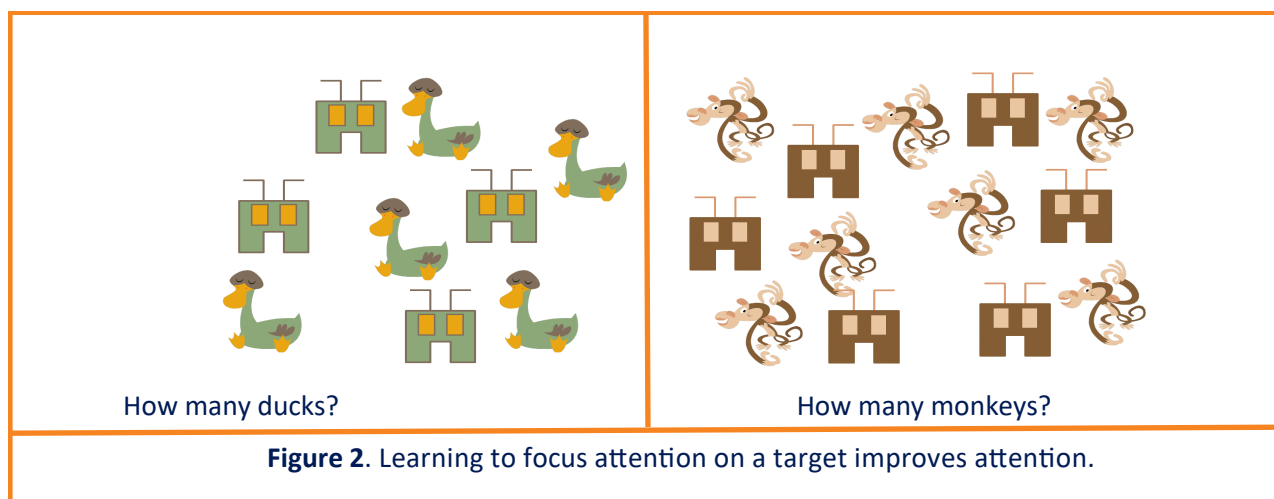 How many ducks?
How many monkeys?
Figure 2. Learning to focus attention on a target improves attention.